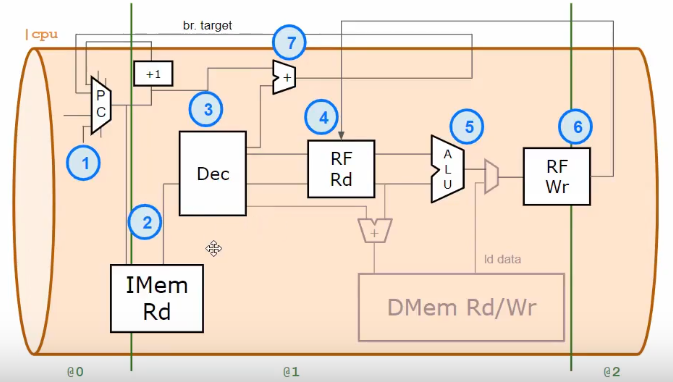 br. target
|cpu
7
+1
+
P
C
3
4
5
6
1
Dec
RF
Rd
A
L
U
RF
Wr
2
+
ld data
IMem
Rd
DMem Rd/Wr
@0
@1
@2